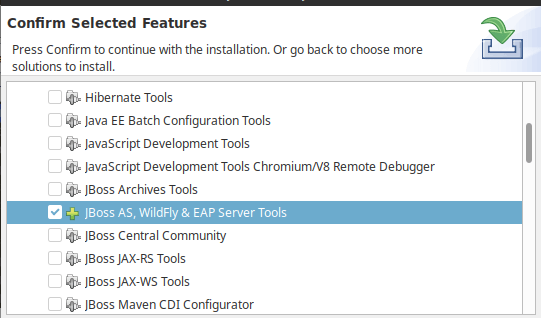 Confirm Selected Features
Press Confirm to continue with the installation. Or go back to choose more
solutions to install.
Hibernate Tools
Java EE Batch Configuration Tools
JavaScript Development Tools
JavaScript Development Tools Chromium/V8 Remote Debugger
JBoss Archives Tools
JBoss AS, WildFly & EAP Server Tools
JBoss Central Community
JBoss JAX-RS Tools
JBoss JAX-WS Tools
JBoss Maven CDI Configurator